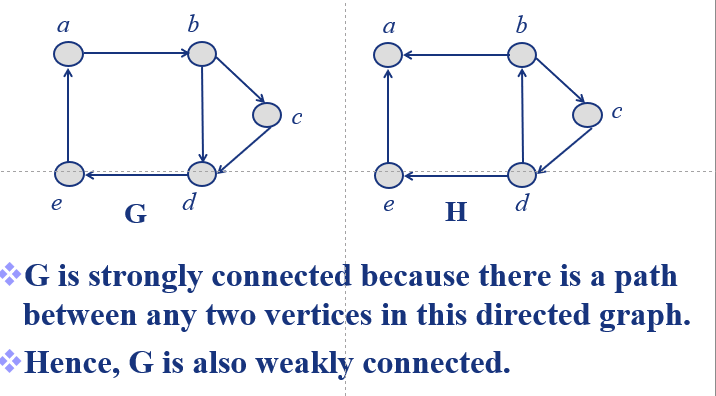 a b a b
c c
e d e d
G H
❖G is strongly connected because there is a path
between any two vertices in this directed graph.
❖Hence, G is also weakly connected.